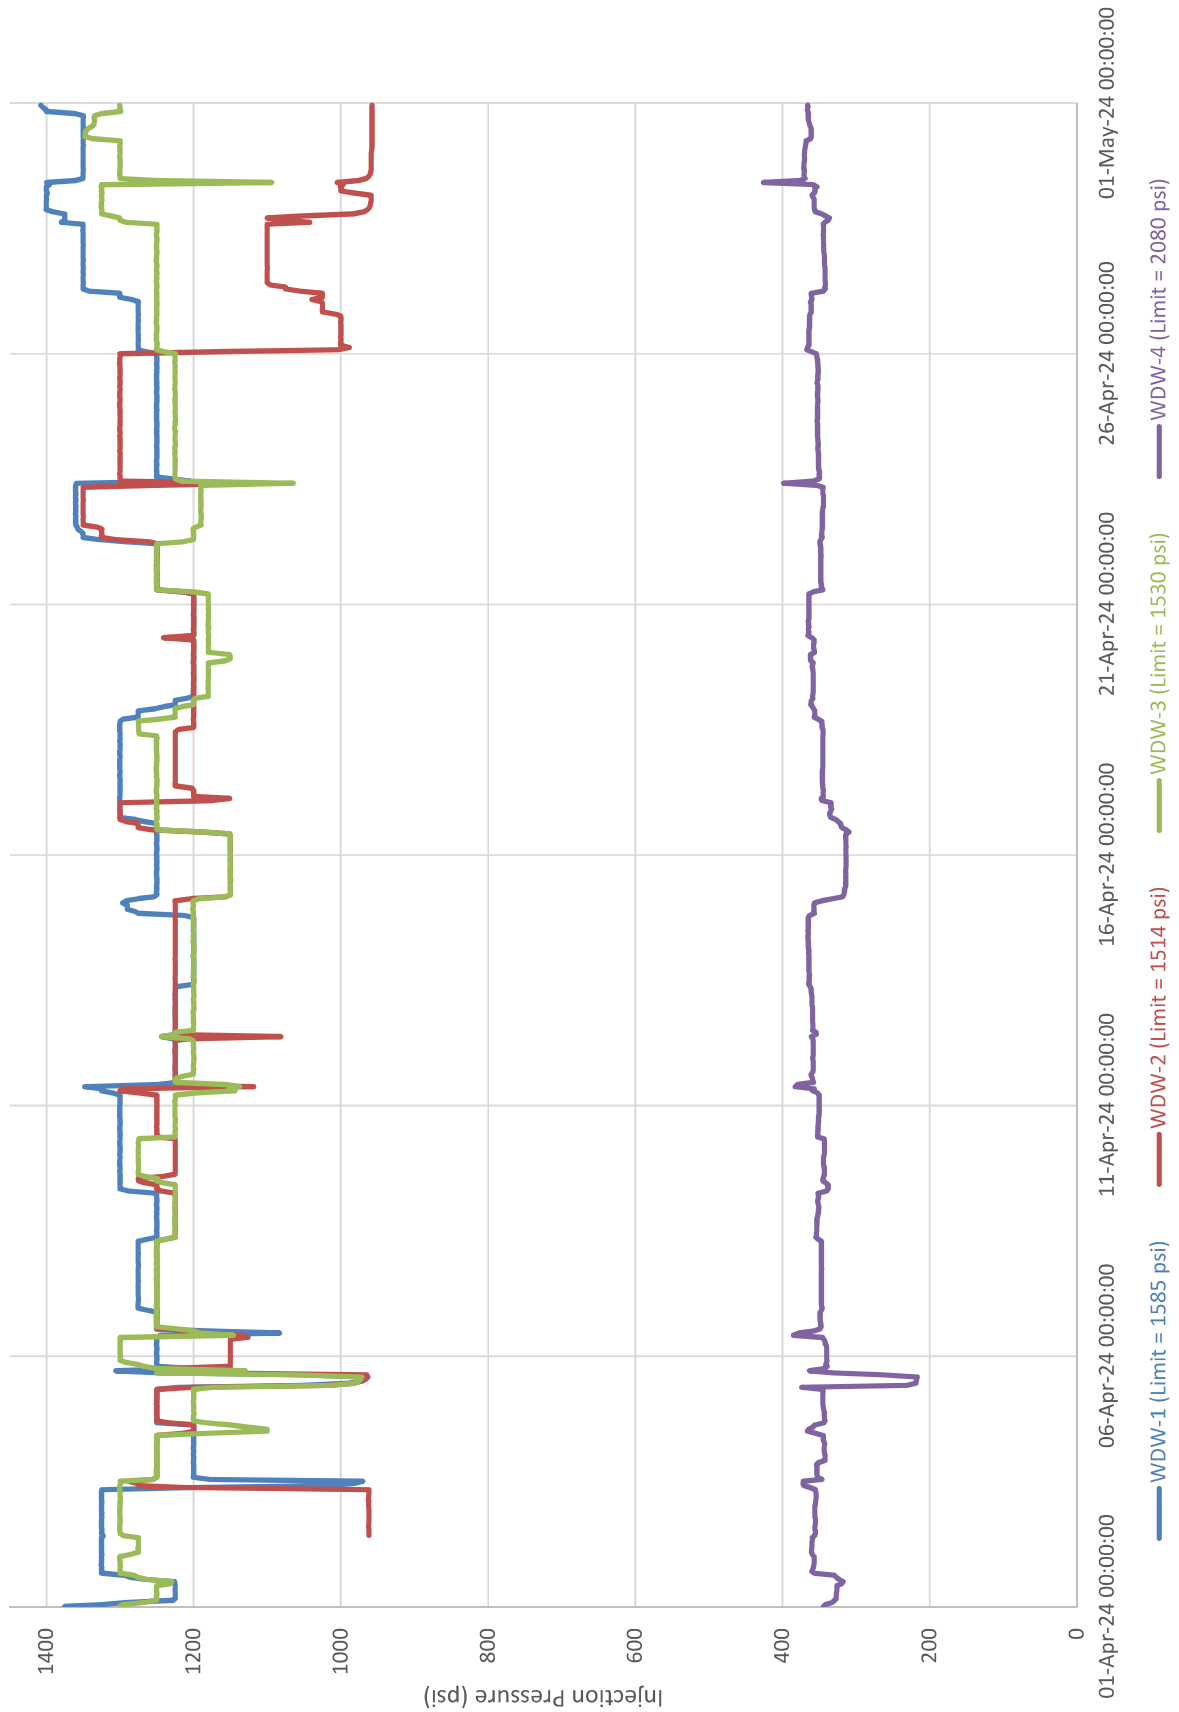 Injection Pressure (psi)
1400
1200
1000
800
600
400
200
0
01-Apr-24 00:00:00
06-Apr-24 00:00:00
11-Apr-24 00:00:00
16-Apr-24 00:00:00
21-Apr-24 00:00:00
26-Apr-24 00:00:00
01-May-24 00:00:00
WDW-1 (Limit = 1585 psi)
WDW-2 (Limit = 1514 psi)
WDW-3 (Limit = 1530 psi)
WDW-4 (Limit = 2080 psi)